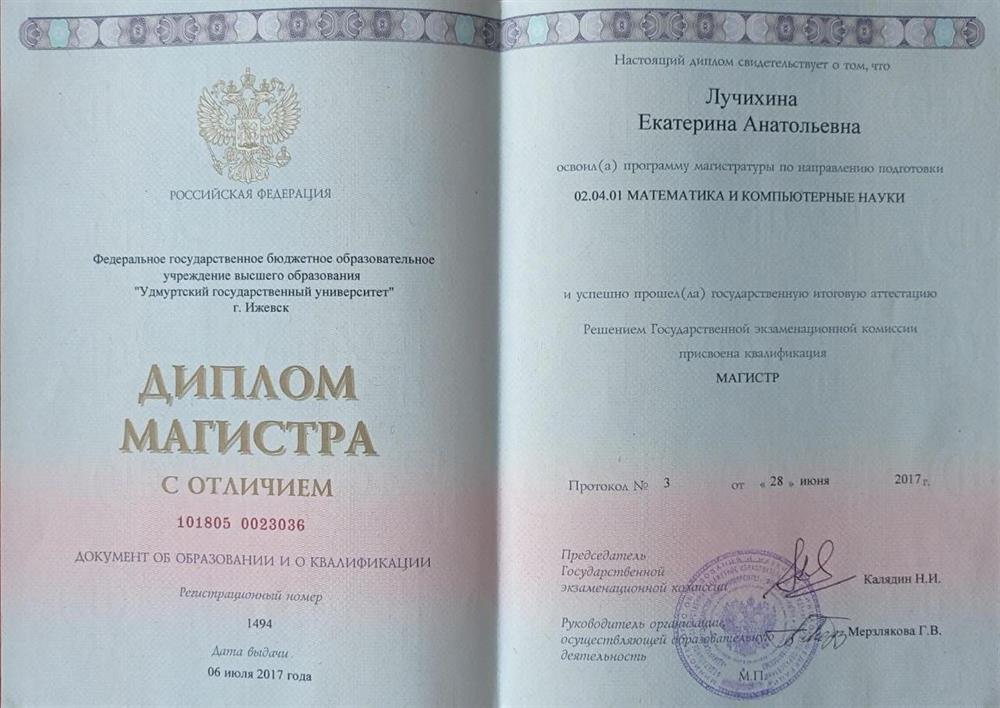 РОССИЙСКАЯ ФЕДЕРАЦИЯ
Федеральное государственное бюджетное образовательное
учреждение высшего образования
"Удмуртский государственный университет"
г. Ижевск
ДИПЛОМ
МАГИСТРА
С ОТЛИЧИЕМ
101805 0023036
ДОКУМЕНТ ОБ ОБРАЗОВАНИИ И О КВАЛИФИКАЦИИ
Регистрационный номер
1494
Дата выдачи
06 июля 2017 года
Настоящий диплом свидетельствует о том, что
Лучихина
Екатерина Анатольевна
освоил(а) программу магистратуры по направлению подготовки
02.04.01 МАТЕМАТИКА И КОМПЬЮТЕРНЫЕ НАУКИ
и успешно прошел(ла) государственную итоговую аттестацию
Решением Государственной экзаменационной комиссии
присвоена квалификация
МАГИСТР
Протокол № 3 от « 28 » июня 2017 г.
Председатель
Государственной
экзаменационной комиссии Калядин Н.И.
Руководитель организации,
осуществляющей образовательную Мерзлякова Г.В.
деятельность
М.П.